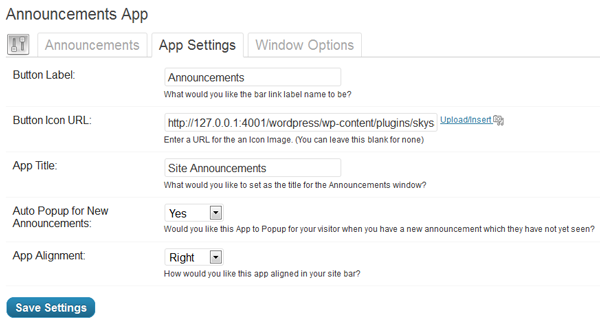 Announcements App
Announcements App Settings Window Options
Button Label: Announcements
What would you like the bar link label name to be?
Button Icon URL: http://127.0.0.1:4001/wordpress/wp-content/plugins/skys Upload/Insert
Enter a URL for the an Icon Image. (You can leave this blank for none)
App Title: Site Announcements
What would you like to set as the title for the Announcements window?
Auto Popup for New Announcements: Yes
Would you like this App to Popup for your visitor when you have a new announcement which they have not yet seen?
App Alignment: Right
How would you like this app aligned in your site bar?
Save Settings